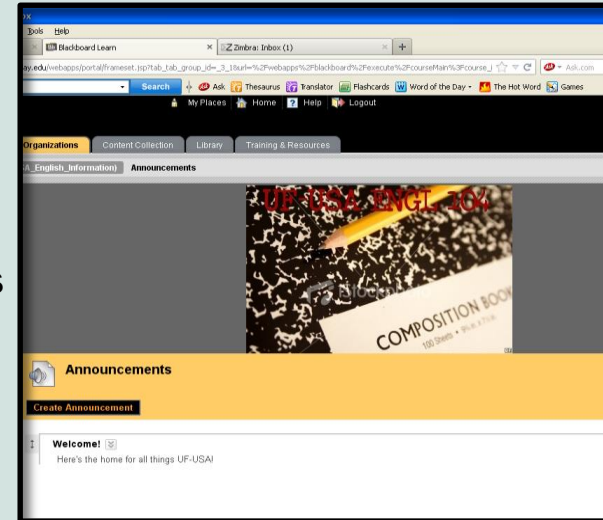 Tools Help
Blackboard Learn × Zimbra: Inbox (1) × +
ay.edu/webapps/portal/frameset.jsp?tab_tab_group_id=_3_1&url=%2Fwebapps%2Fblackboard%2Fexecute%2FcourseMain%3Fcourse_i Ask.com
Search Ask Thesaurus Translator Flashcards Word of the Day Games The Hot Word
My Places Home Help Logout
Organizations Content Collection Library Training & Resources
A_English_Information) Announcements
UF-USA ENGL 104
iStockphoto
COMPOSITION BOOK
100 Sheets
Announcements
Create Announcement
Welcome!
Here's the home for all things UF-USA!
s